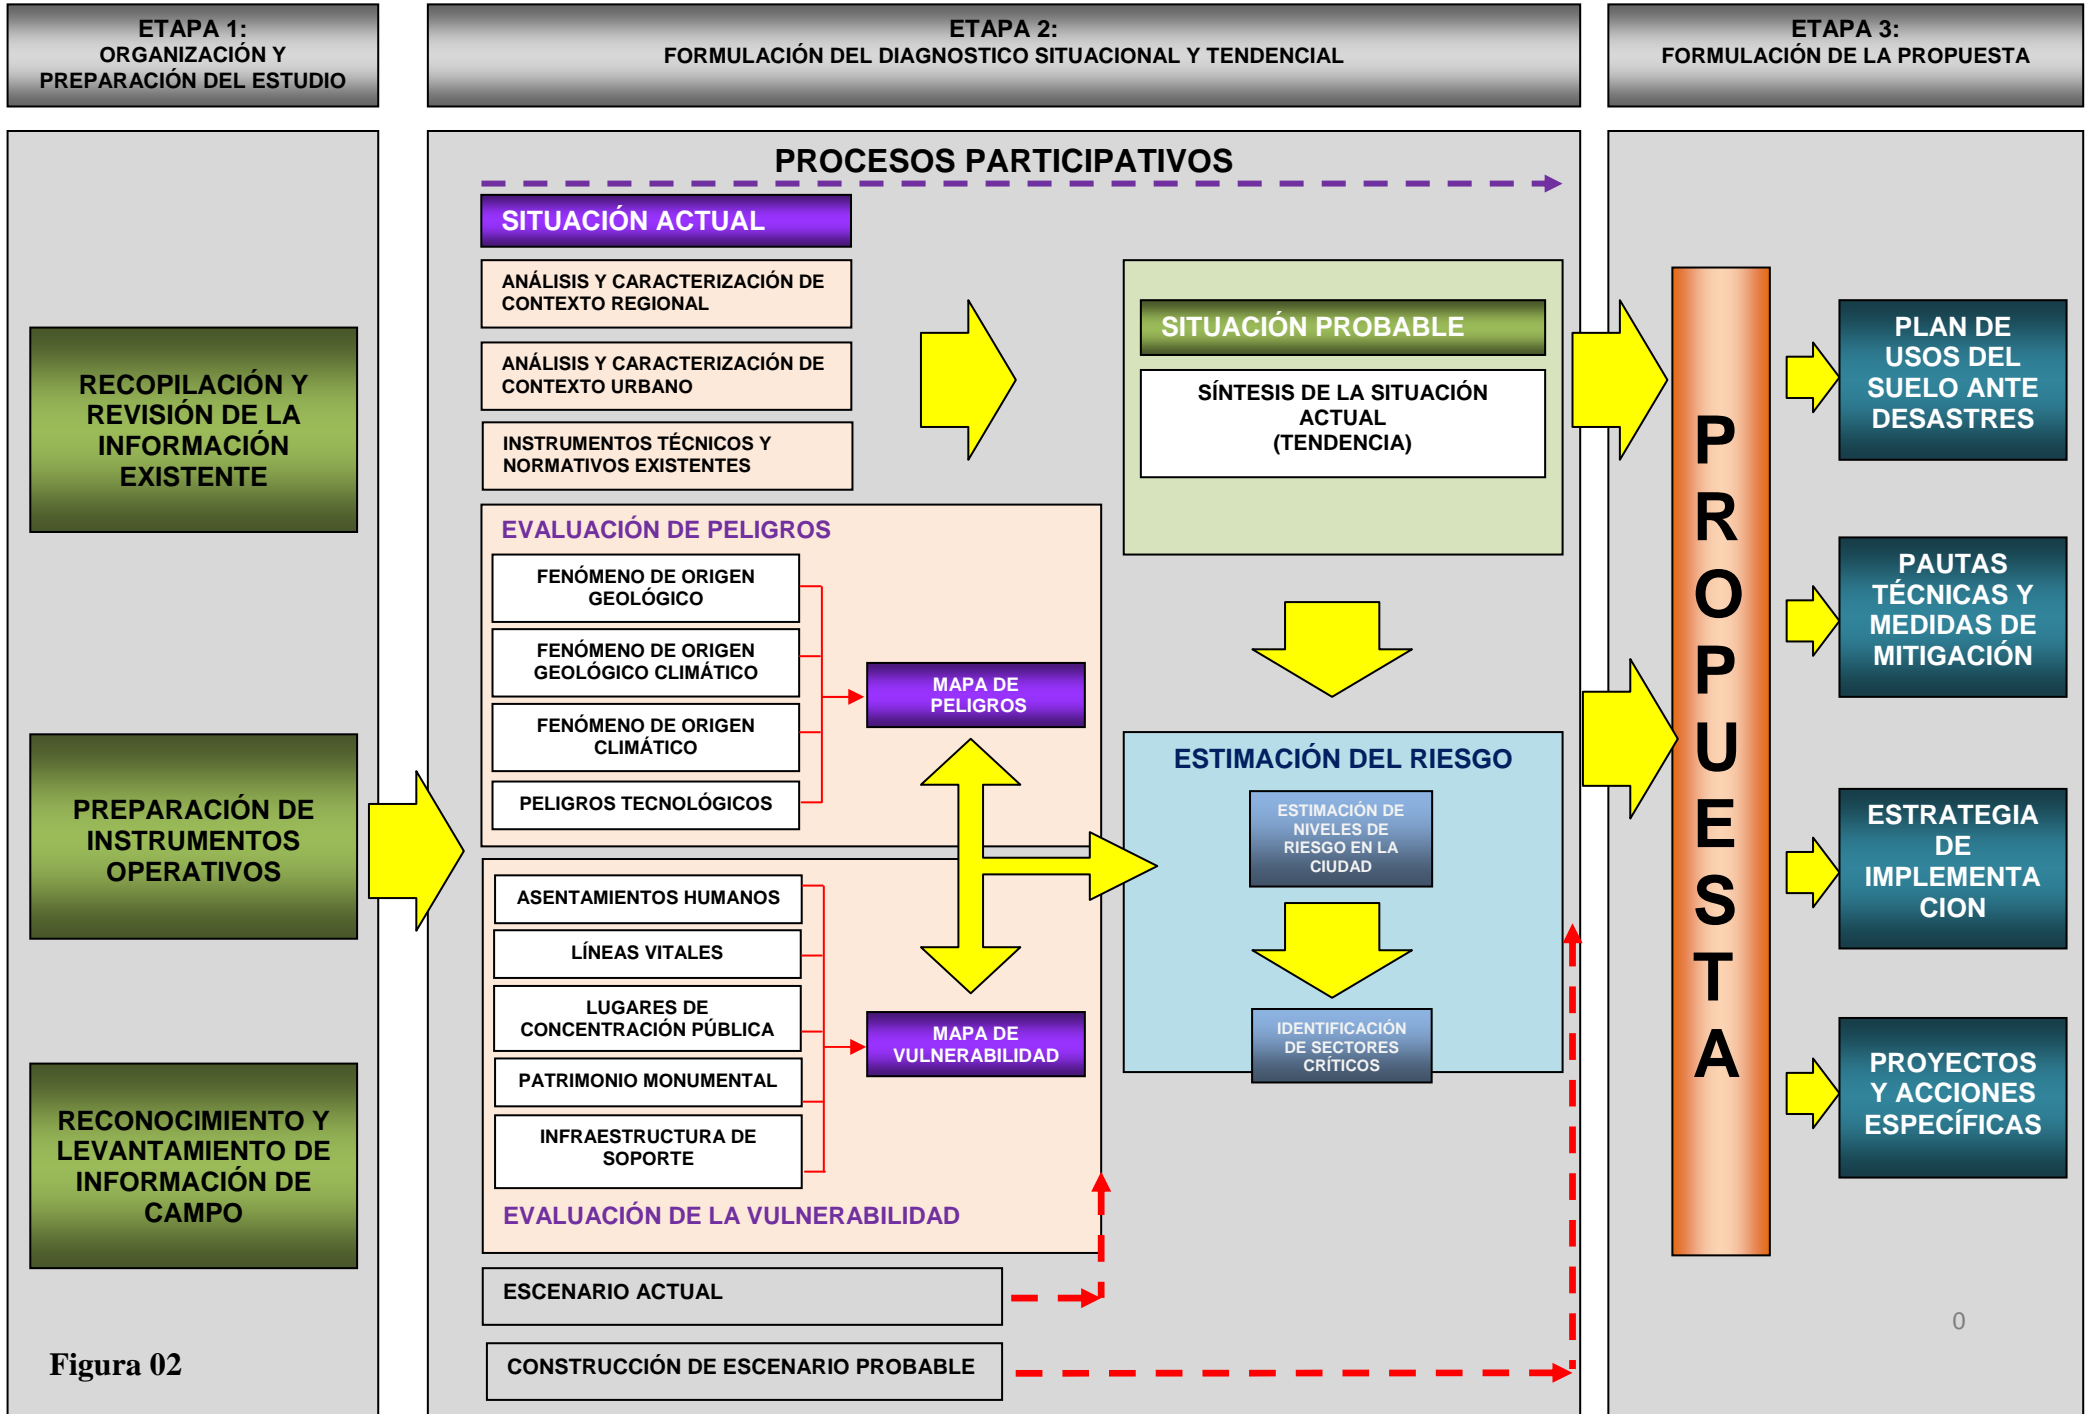 ETAPA 1:
ORGANIZACIÓN Y
PREPARACIÓN DEL ESTUDIO
ETAPA 2:
FORMULACIÓN DEL DIAGNOSTICO SITUACIONAL Y TENDENCIAL
ETAPA 3:
FORMULACIÓN DE LA PROPUESTA
RECOPILACIÓN Y
REVISIÓN DE LA
INFORMACIÓN
EXISTENTE
PREPARACIÓN DE
INSTRUMENTOS
OPERATIVOS
RECONOCIMIENTO Y
LEVANTAMIENTO DE
INFORMACIÓN DE
CAMPO
Figura 02
PROCESOS PARTICIPATIVOS
SITUACIÓN ACTUAL
ANÁLISIS Y CARACTERIZACIÓN DE
CONTEXTO REGIONAL
ANÁLISIS Y CARACTERIZACIÓN DE
CONTEXTO URBANO
INSTRUMENTOS TÉCNICOS Y
NORMATIVOS EXISTENTES
EVALUACIÓN DE PELIGROS
FENÓMENO DE ORIGEN
GEOLÓGICO
FENÓMENO DE ORIGEN
GEOLÓGICO CLIMÁTICO
FENÓMENO DE ORIGEN
CLIMÁTICO
PELIGROS TECNOLÓGICOS
MAPA DE
PELIGROS
ASENTAMIENTOS HUMANOS
LÍNEAS VITALES
LUGARES DE
CONCENTRACIÓN PÚBLICA
PATRIMONIO MONUMENTAL
INFRAESTRUCTURA DE
SOPORTE
MAPA DE
VULNERABILIDAD
EVALUACIÓN DE LA VULNERABILIDAD
ESCENARIO ACTUAL
CONSTRUCCIÓN DE ESCENARIO PROBABLE
SITUACIÓN PROBABLE
SÍNTESIS DE LA SITUACIÓN
ACTUAL
(TENDENCIA)
ESTIMACIÓN DEL RIESGO
ESTIMACIÓN DE
NIVELES DE
RIESGO EN LA
CIUDAD
IDENTIFICACIÓN
DE SECTORES
CRÍTICOS
P
R
O
P
U
E
S
T
A
PLAN DE
USOS DEL
SUELO ANTE
DESASTRES
PAUTAS
TÉCNICAS Y
MEDIDAS DE
MITIGACIÓN
ESTRATEGIA
DE
IMPLEMENTA
CION
PROYECTOS
Y ACCIONES
ESPECÍFICAS
0